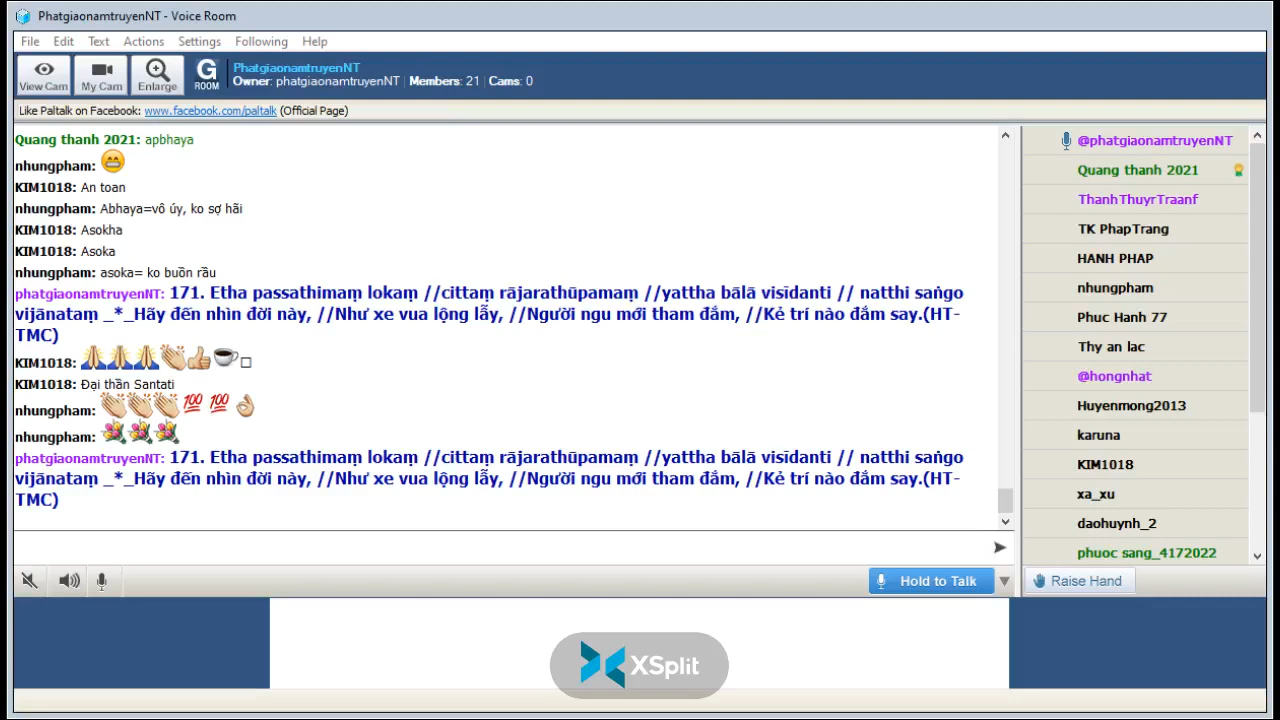 PhatgiaonamtruyenNT - Voice Room
File Edit Text Actions Settings Following Help
View Cam
My Cam
Enlarge
G ROOM
PhatgiaonamtruyenNT
Owner: phatgiaonamtruyenNT | Members: 21 | Cams: 0
Like Paltalk on Facebook: www.facebook.com/paltalk (Official Page)
Quang thanh 2021: apbhaya
nhungpham: 😁
KIM1018: An toan
nhungpham: Abhaya=vô úy, ko sợ hãi
KIM1018: Asokha
KIM1018: Asoka
nhungpham: asoka= ko buồn rầu
phatgiaonamtruyenNT: 171. Etha passathimaṃ lokaṃ //cittaṃ rājarathūpamaṃ //yattha bālā visīdanti // natthi saṅgo
vijānataṃ _*_Hãy đến nhìn đời này, //Như xe vua lộng lẫy, //Người ngu mới tham đắm, //Kẻ trí nào đắm say.(HT-
TMC)
KIM1018: 🙏🙏🙏👏👍☕□
KIM1018: Đại thần Santati
nhungpham: 👏👏👏💯💯👌
nhungpham: 💐💐💐
phatgiaonamtruyenNT: 171. Etha passathimaṃ lokaṃ //cittaṃ rājarathūpamaṃ //yattha bālā visīdanti // natthi saṅgo
vijānataṃ _*_Hãy đến nhìn đời này, //Như xe vua lộng lẫy, //Người ngu mới tham đắm, //Kẻ trí nào đắm say.(HT-
TMC)
@phatgiaonamtruyenNT
Quang thanh 2021
ThanhThuyrTraanf
TK PhapTrang
HANH PHAP
nhungpham
Phuc Hanh 77
Thy an lac
@hongnhat
Huyenmong2013
karuna
KIM1018
xa_xu
daohuynh_2
phuoc sang_4172022
Hold to Talk
Raise Hand
XSplit